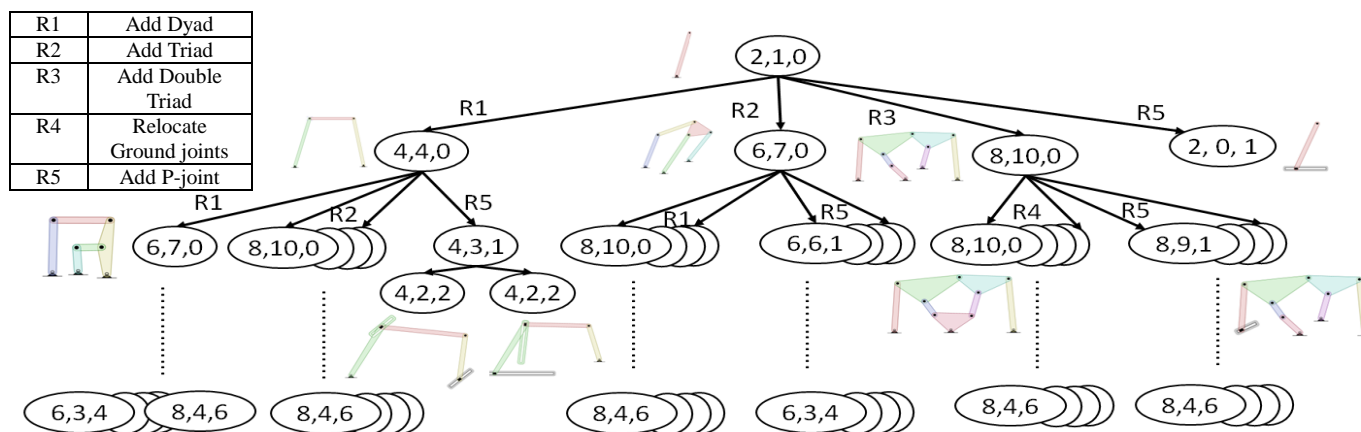 R1 Add Dyad
R2 Add Triad
R3 Add Double
Triad
R4 Relocate
Ground joints
R5 Add P-joint
2,1,0
R1
R2
R3
R5
4,4,0
6,7,0
8,10,0
2, 0, 1
R1
R2
R5
R1
R5
R4
R5
6,7,0
8,10,0
4,3,1
8,10,0
6,6,1
8,10,0
8,9,1
4,2,2
4,2,2
6,3,4
8,4,6
8,4,6
8,4,6
6,3,4
8,4,6
8,4,6